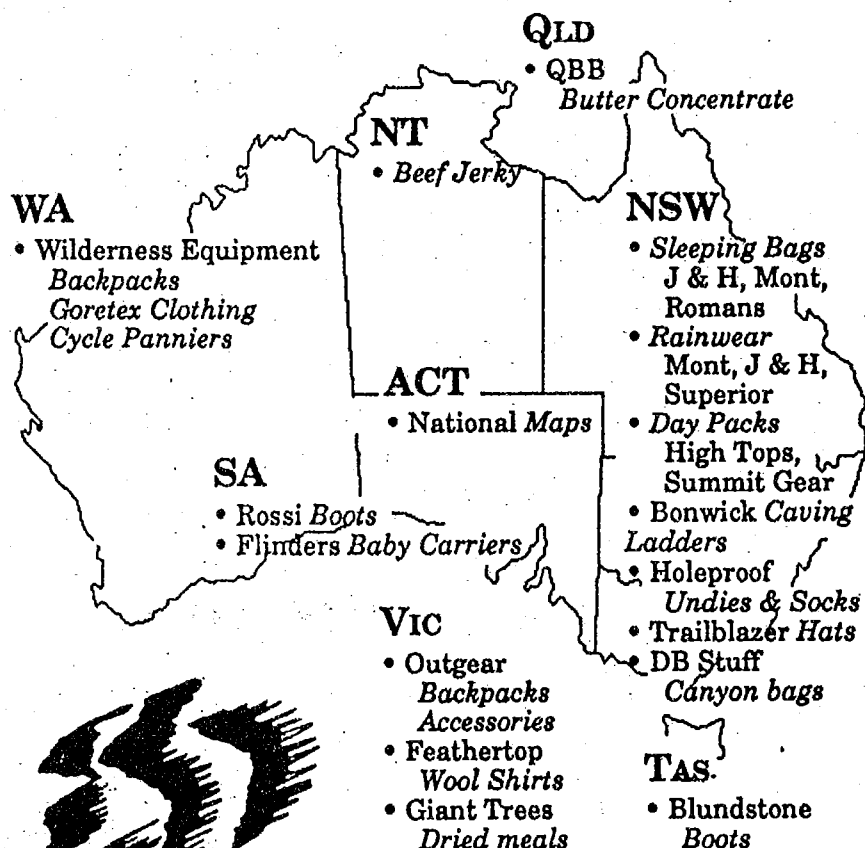 QLD
• QBB
Butter Concentrate
NT
• Beef Jerky
WA
• Wilderness Equipment
Backpacks
Goretex Clothing
Cycle Panniers
NSW
• Sleeping Bags
J & H, Mont,
Romans
• Rainwear
Mont, J & H,
Superior
• Day Packs
High Tops,
Summit Gear
• Bonwick Caving
Ladders
• Holeproof
Undies & Socks
• Trailblazer Hats
• DB Stuff
Canyon bags
ACT
• National Maps
SA
• Rossi Boots
• Flinders Baby Carriers
VIC
• Outgear
Backpacks
Accessories
• Feathertop
Wool Shirts
• Giant Trees
Dried meals
TAS.
• Blundstone
Boots